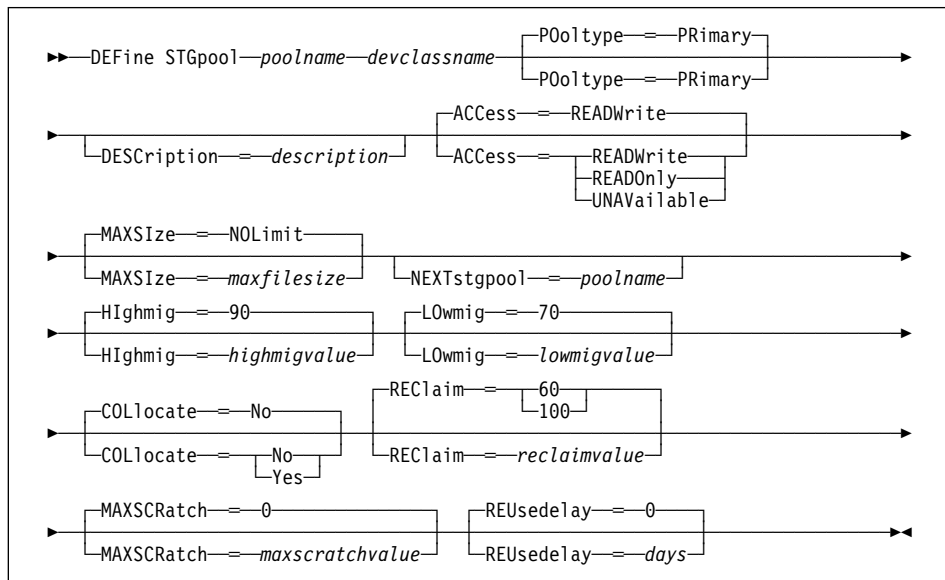 POoltype = PRimary
DEFine STGpool poolname devclassname
POoltype = PRimary
ACCess = READWrite
DESCription = description
ACCess = READWrite
READOnly
UNAVailable
MAXSIze = NOLimit
MAXSIze = maxfilesize
NEXTstgpool = poolname
HIghmig = 90
HIghmig = highmigvalue
LOwmig = 70
LOwmig = lowmigvalue
COLlocate = No
COLlocate = No
Yes
REClaim = 60
100
REClaim = reclaimvalue
MAXSCRatch = 0
MAXSCRatch = maxscratchvalue
REUsedelay = 0
REUsedelay = days